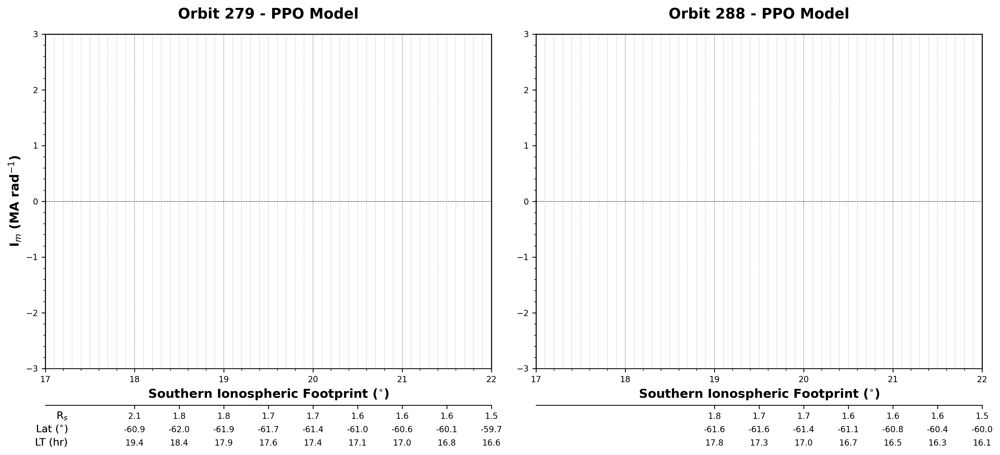 Orbit 279 - PPO Model
3
2
1
0
−1
−2
−3
I_m (MA rad⁻¹)
17 18 19 20 21 22
Southern Ionospheric Footprint (°)
R_s 2.1 1.8 1.8 1.7 1.7 1.6 1.6 1.6 1.5
Lat (°) -60.9 -62.0 -61.9 -61.7 -61.4 -61.0 -60.6 -60.1 -59.7
LT (hr) 19.4 18.4 17.9 17.6 17.4 17.1 17.0 16.8 16.6
Orbit 288 - PPO Model
3
2
1
0
−1
−2
−3
17 18 19 20 21 22
Southern Ionospheric Footprint (°)
1.8 1.7 1.7 1.6 1.6 1.6 1.5
-61.6 -61.6 -61.4 -61.1 -60.8 -60.4 -60.0
17.8 17.3 17.0 16.7 16.5 16.3 16.1